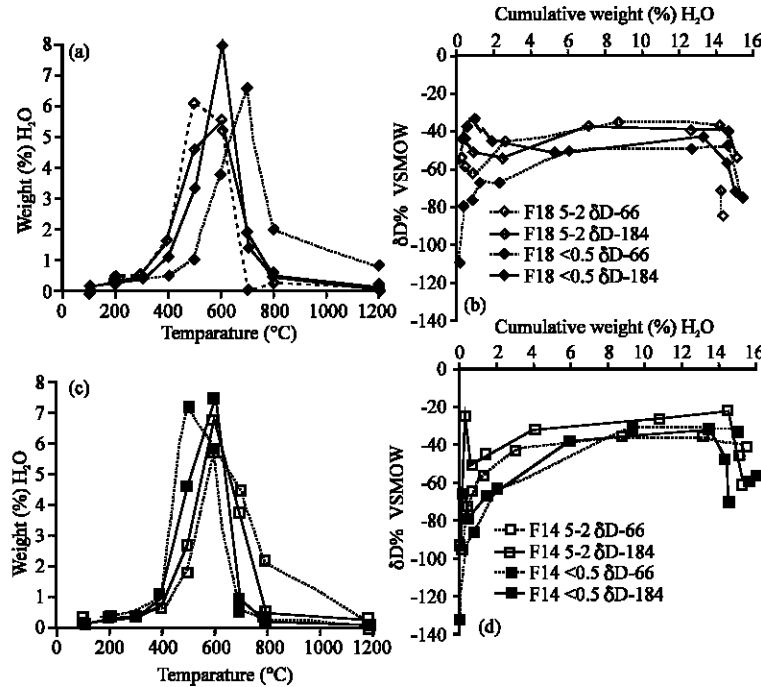 (a)
Weight (%) H₂O
8
7
6
5
4
3
2
1
0
0 200 400 600 800 1000 1200
Temparature (°C)
Cumulative weight (%) H₂O
0 2 4 6 8 10 12 14 16
δD% VSMOW
0
-20
-40
-60
-80
-100
-120
-140
F18 5-2 δD-66
F18 5-2 δD-184
F18 <0.5 δD-66
F18 <0.5 δD-184
(b)
(c)
Weight (%) H₂O
8
7
6
5
4
3
2
1
0
0 200 400 600 800 1000 1200
Temparature (°C)
Cumulative weight (%) H₂O
0 2 4 6 8 10 12 14 16
δD% VSMOW
0
-20
-40
-60
-80
-100
-120
-140
F14 5-2 δD-66
F14 5-2 δD-184
F14 <0.5 δD-66
F14 <0.5 δD-184
(d)